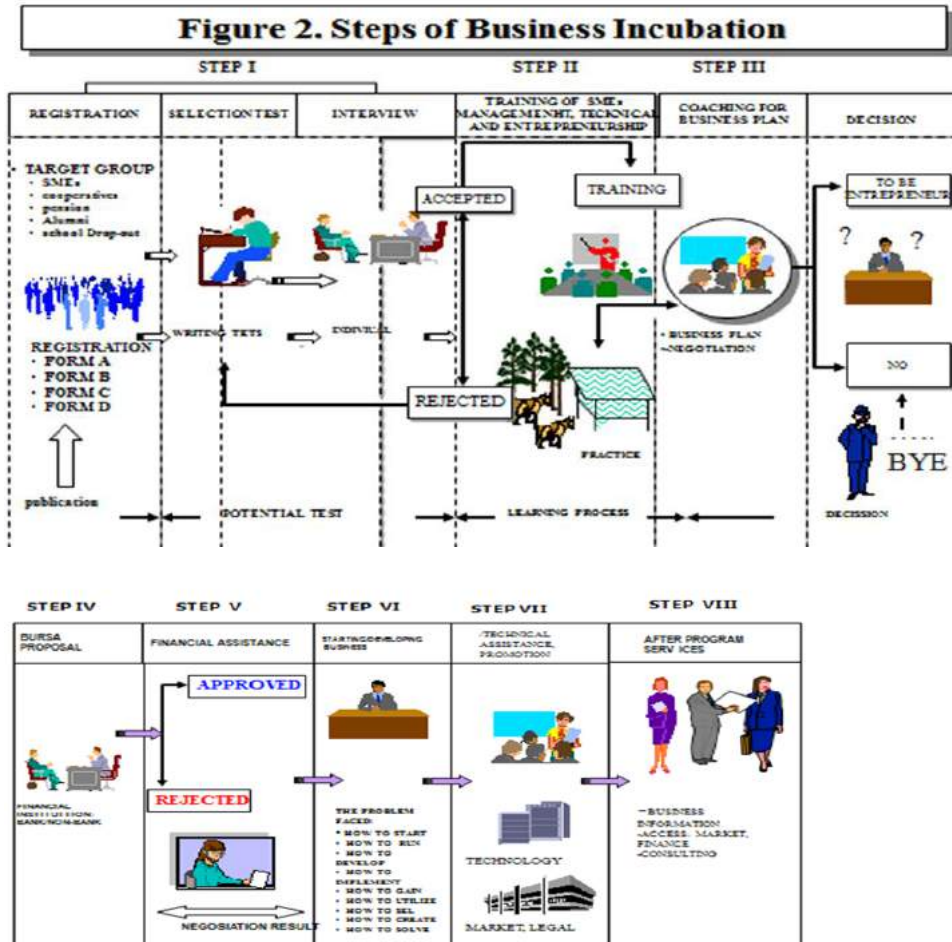 Figure 2. Steps of Business Incubation
STEP I
STEP II
STEP III
REGISTRATION
SELECTION TEST
INTERVIEW
TRAINING OF SMEs
MANAGEMENHT, TECKNICAL
AND ENTREPRENEURSHIP
COACHING FOR
BUSINESS PLAN
DECISION
• TARGET GROUP
• SMEs
• cooperatives
• pension
• Alumni
• school Drop-out
ACCEPTED
TRAINING
TO BE
ENTREPRENEUR
? ?
REGISTRATION
• FORM A
• FORM B
• FORM C
• FORM D
WRITING TETS
INDIVICAL
• BUSINESS PLAN
-NEGOTIATION
NO
REJECTED
PRACTICE
BYE
publication
DECISSION
POTENTIAL TEST
LEARNING PROCESS
STEP IV
STEP V
STEP VI
STEP VII
STEP VIII
BURSA
PROPOSAL
FINANCIAL ASSISTANCE
STARTING/DEVELOPING
BUSINESS
/TECHNICAL
ASSISTANCE,
PROMOTION
AFTER PROGRAM
SERVICES
APPROVED
REJECTED
FINANCIAL
INSTITUTION:
BANK/NON-BANK
THE PROBLEM
FACED:
• HOW TO START
• HOW TO RUN
• HOW TO
DEVELOP
• HOW TO
IMPLEMENT
• HOW TO GAIN
• HOW TO UTILIZE
• HOW TO SEL
• HOW TO CREATE
• HOW TO SOLVE
NEGOSIATION RESULT
TECHNOLOGY
MARKET, LEGAL
-BUSINESS
INFORMATION
-ACCESS: MARKET,
FINANCE
-CONSULTING